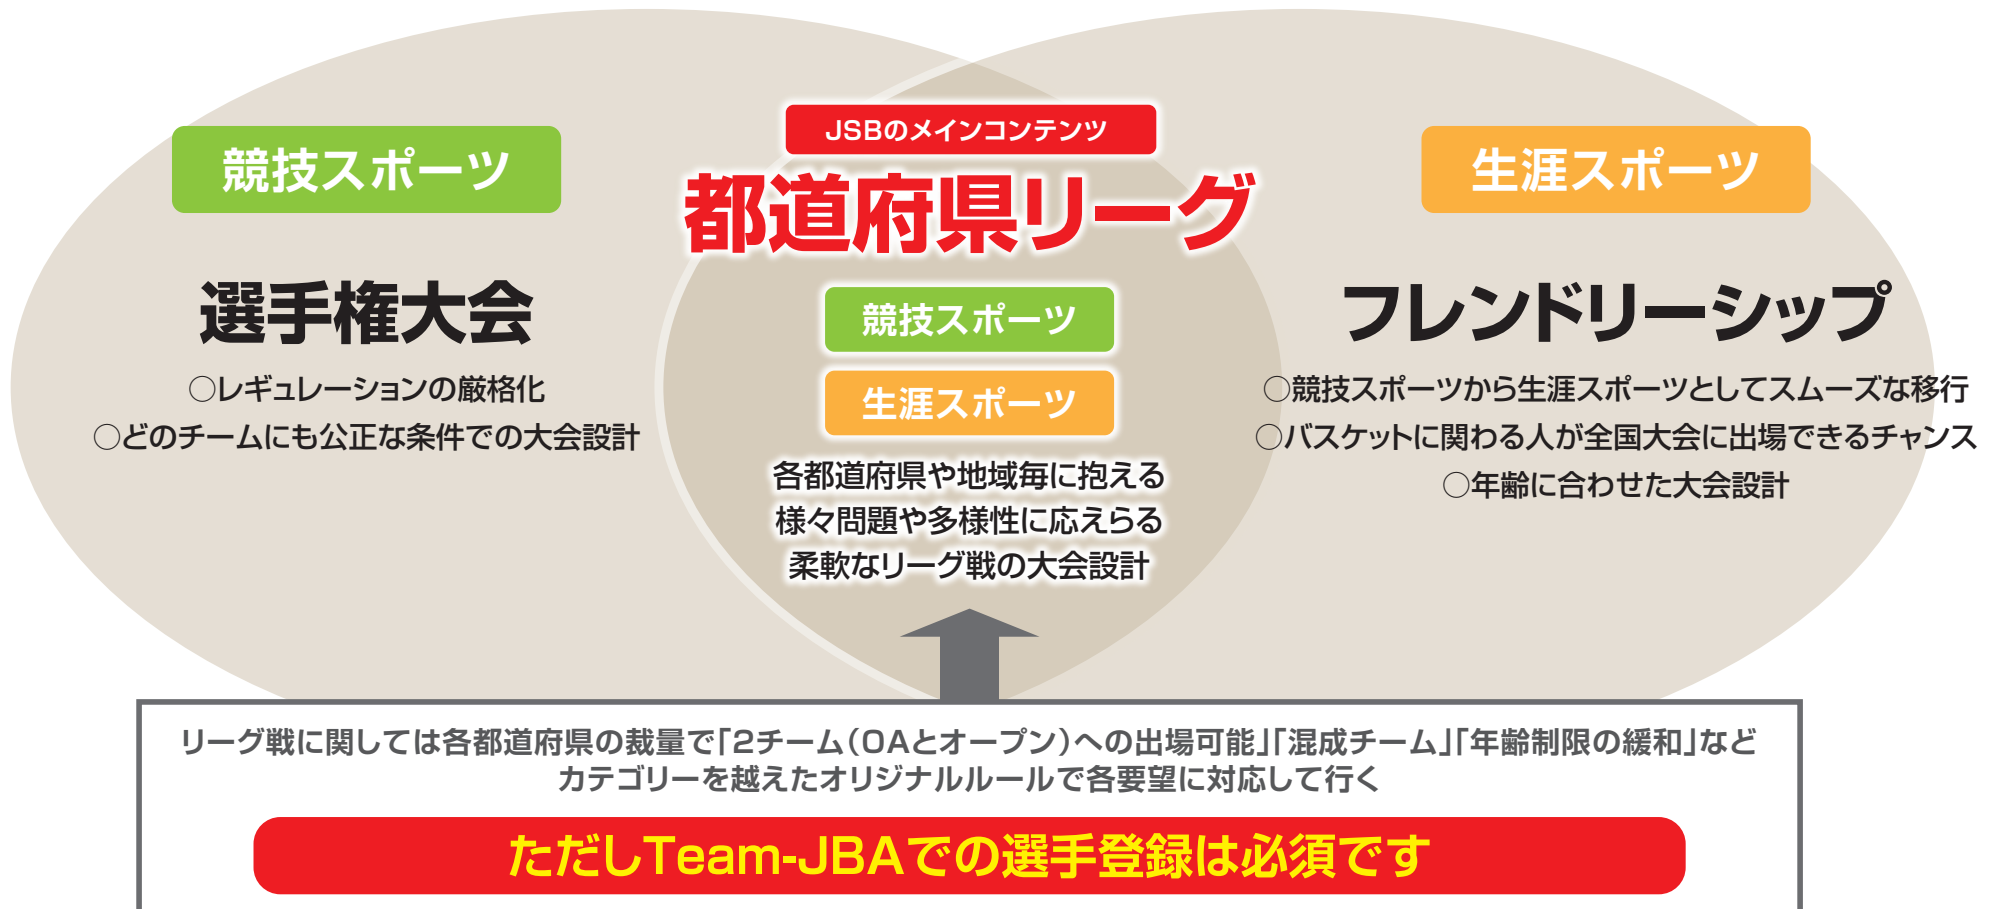 競技スポーツ
選手権大会
○レギュレーションの厳格化
○どのチームにも公正な条件での大会設計
JSBのメインコンテンツ
都道府県リーグ
競技スポーツ
生涯スポーツ
各都道府県や地域毎に抱える
様々問題や多様性に応えらる
柔軟なリーグ戦の大会設計
生涯スポーツ
フレンドリーシップ
○競技スポーツから生涯スポーツとしてスムーズな移行
○バスケットに関わる人が全国大会に出場できるチャンス
○年齢に合わせた大会設計
リーグ戦に関しては各都道府県の裁量で「2チーム（OAとオープン）への出場可能」「混成チーム」「年齢制限の緩和」など
カテゴリーを越えたオリジナルルールで各要望に対応して行く
ただしTeam-JBAでの選手登録は必須です